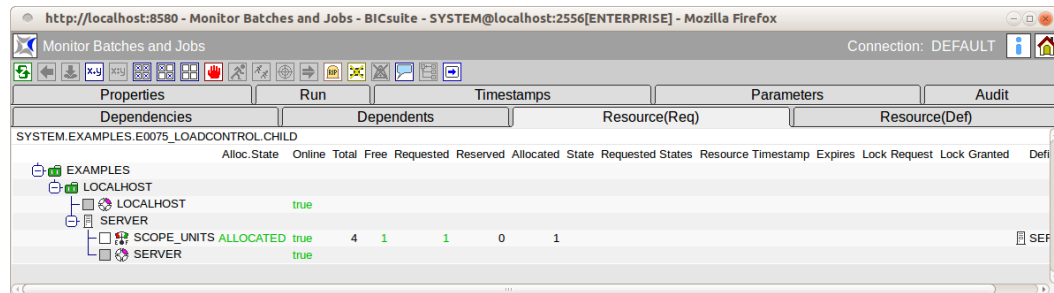 http://localhost:8580 - Monitor Batches and Jobs - BICsuite - SYSTEM@localhost:2556[ENTERPRISE] - Mozilla Firefox
Monitor Batches and Jobs Connection: DEFAULT
Properties Run Timestamps Parameters Audit
Dependencies Dependents Resource(Req) Resource(Def)
SYSTEM.EXAMPLES.E0075_LOADCONTROL.CHILD
Alloc.State Online Total Free Requested Reserved Allocated State Requested States Resource Timestamp Expires Lock Request Lock Granted Defi
EXAMPLES
LOCALHOST
LOCALHOST true
SERVER
SCOPE_UNITS ALLOCATED true 4 1 1 0 1 SEF
SERVER true